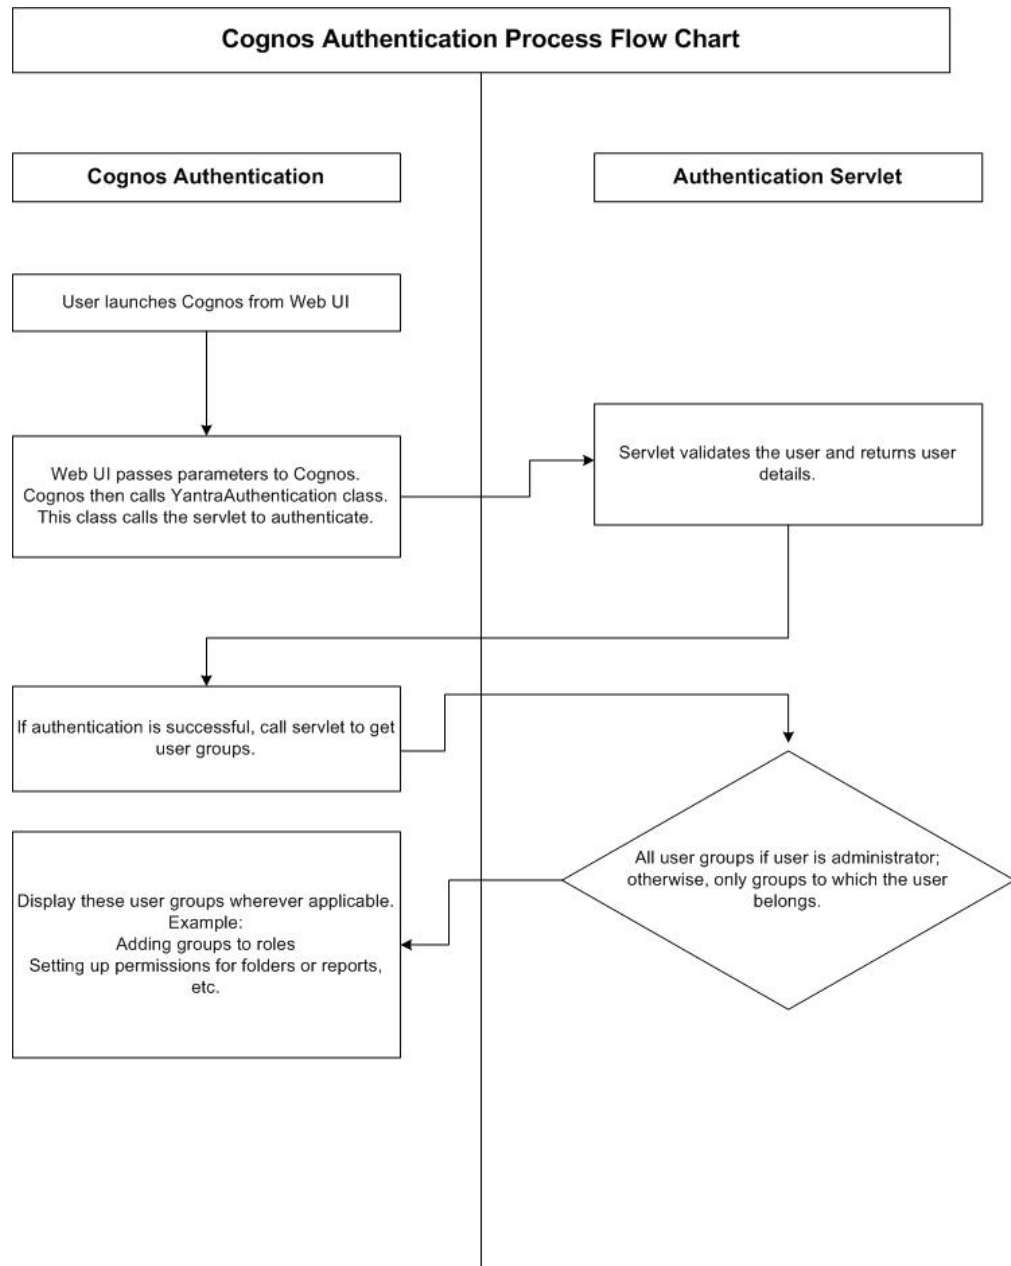 Cognos Authentication Process Flow Chart
Cognos Authentication
Authentication Servlet
User launches Cognos from Web UI
Web UI passes parameters to Cognos.
Cognos then calls YantraAuthentication class.
This class calls the servlet to authenticate.
Servlet validates the user and returns user
details.
If authentication is successful, call servlet to get
user groups.
All user groups if user is administrator;
otherwise, only groups to which the user
belongs.
Display these user groups wherever applicable.
Example:
Adding groups to roles
Setting up permissions for folders or reports,
etc.